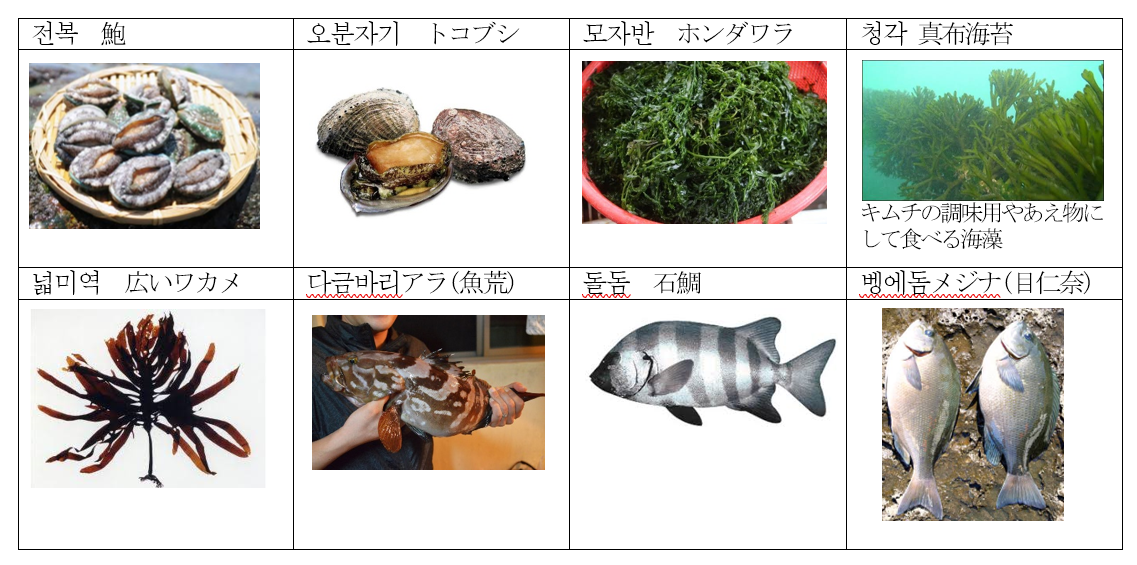 전복　鮑
오분자기　トコブシ
모자반　ホンダワラ
청각 真布海苔
キムチの調味用やあえ物に
して食べる海藻
넓미역　広いワカメ
다금바리アラ(魚荒)
돌돔　石鯛
벵에돔メジナ(目仁奈)